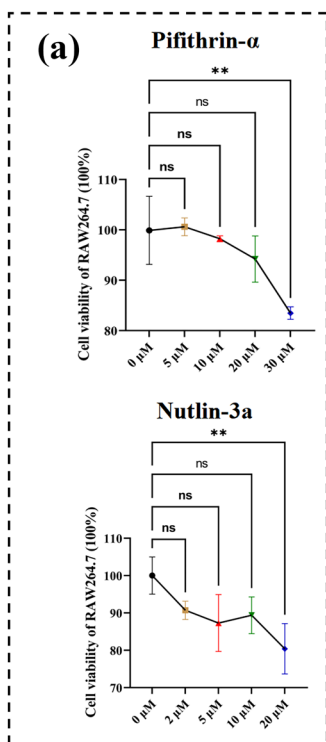 (a)
Pifithrin-α
**
ns
ns
ns
Cell viability of RAW264.7 (100%)
110
100
90
80
0 μM
5 μM
10 μM
20 μM
30 μM
Nutlin-3a
**
ns
ns
ns
Cell viability of RAW264.7 (100%)
110
100
90
80
70
0 μM
2 μM
5 μM
10 μM
20 μM